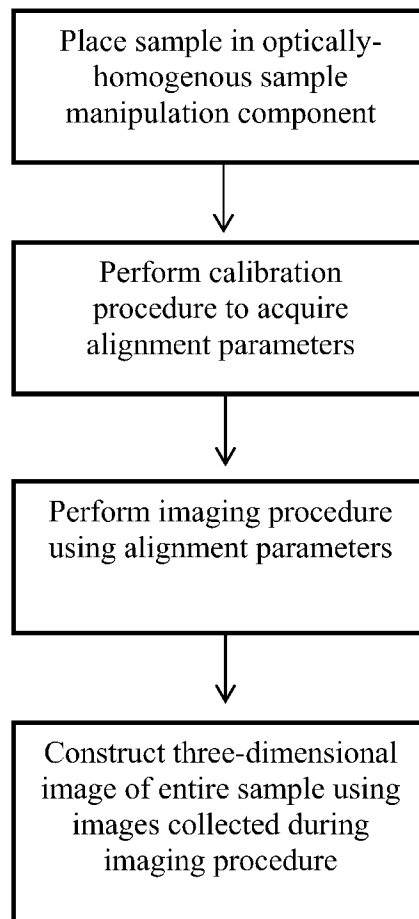 Place sample in optically-
homogenous sample
manipulation component
Perform calibration
procedure to acquire
alignment parameters
Perform imaging procedure
using alignment parameters
Construct three-dimensional
image of entire sample using
images collected during
imaging procedure